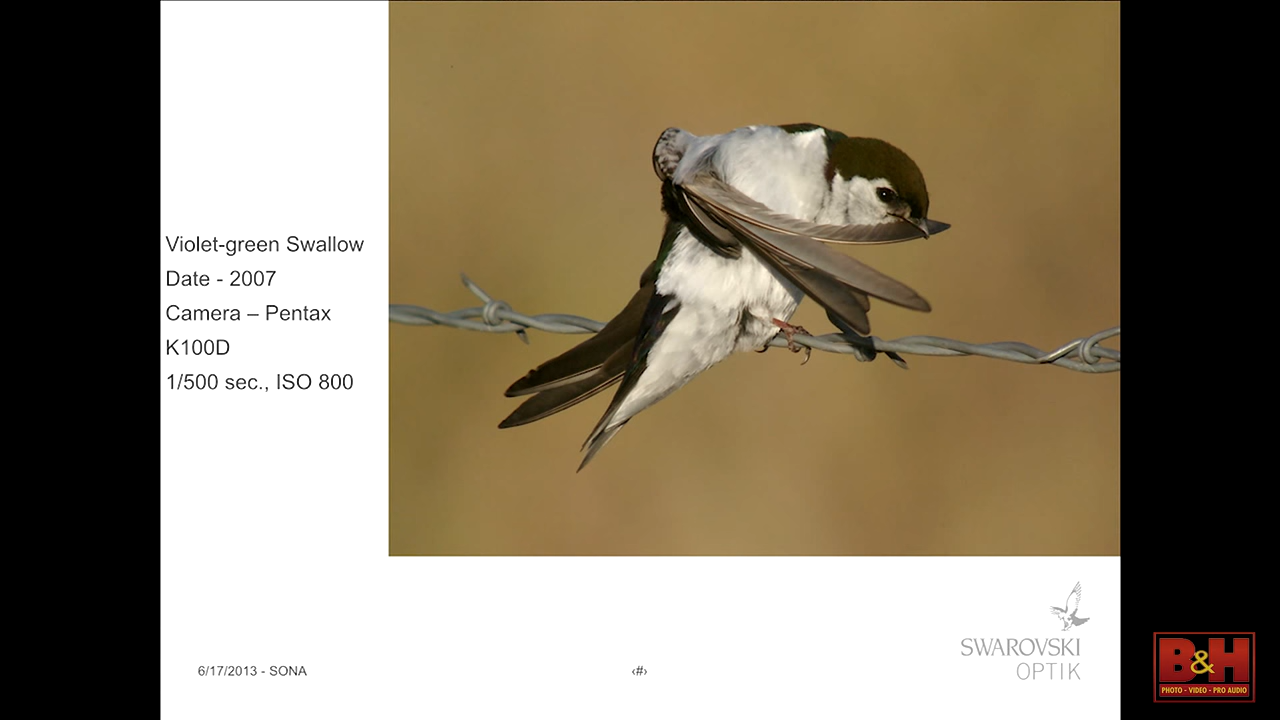 Violet-green Swallow
Date - 2007
Camera – Pentax
K100D
1/500 sec., ISO 800
6/17/2013 - SONA
‹#›
SWAROVSKI
OPTIK
B&H
PHOTO - VIDEO - PRO AUDIO